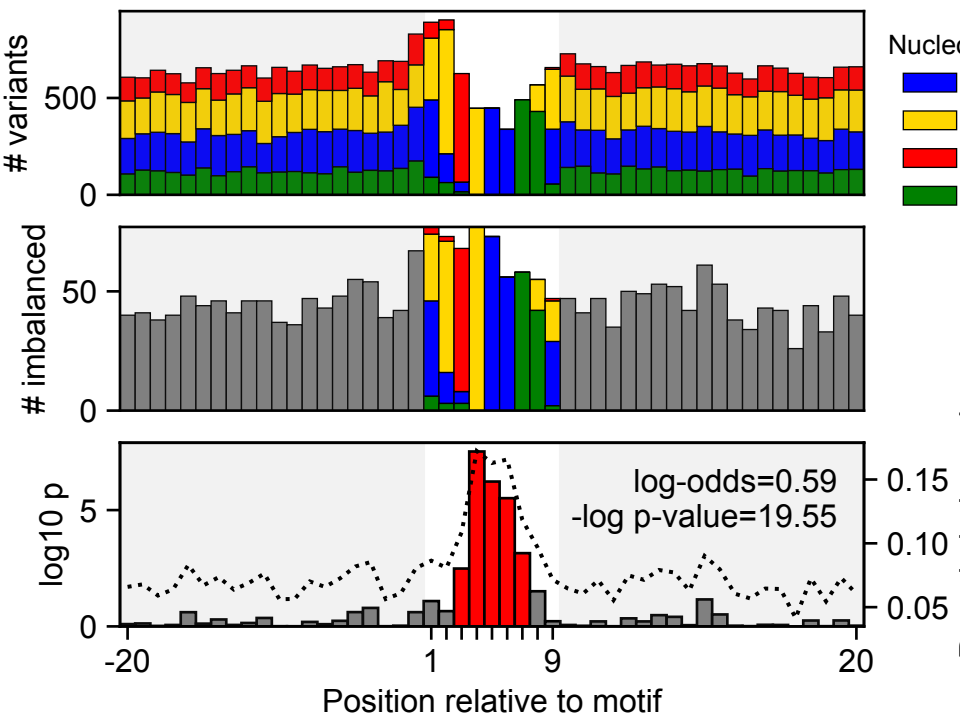 # variants
500
0
Nucleo
# imbalanced
50
0
log10 p
5
0
log-odds=0.59
-log p-value=19.55
0.15
0.10
0.05
-20
1
9
20
Position relative to motif